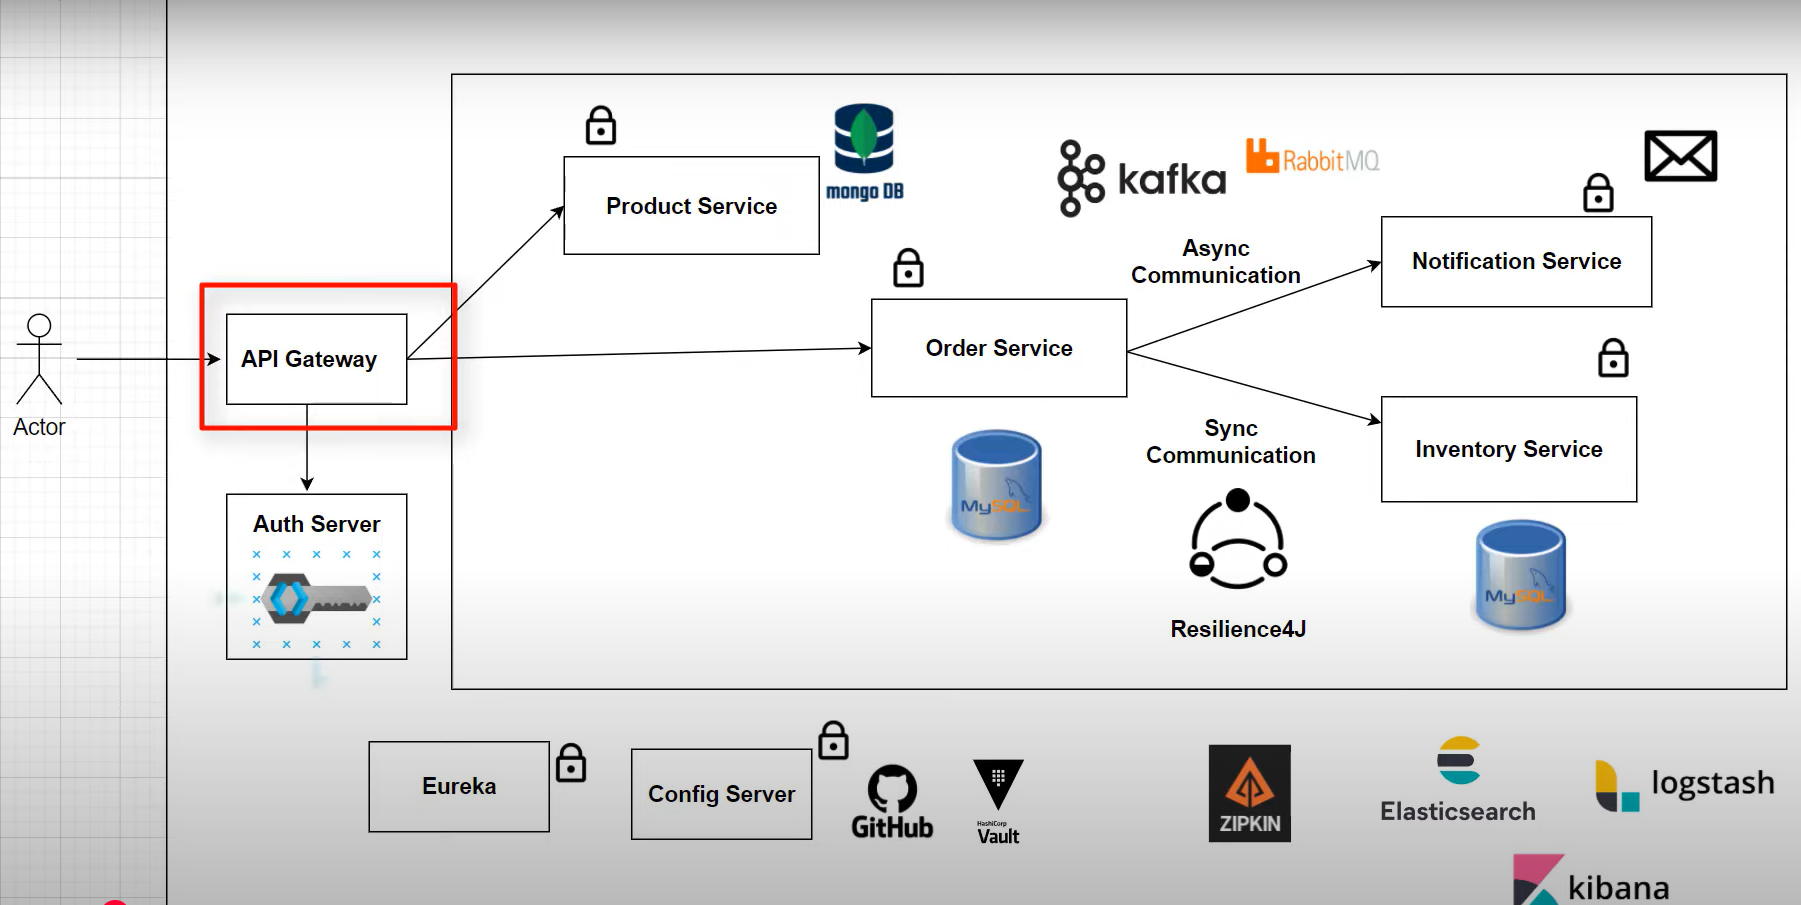 mongo DB
kafka
RabbitMQ
Product Service
Async
Communication
Notification Service
Order Service
API Gateway
Actor
Sync
Communication
Inventory Service
MySQL
Auth Server
MySQL
Resilience4J
Eureka
Config Server
GitHub
HashiCorp
Vault
ZIPKIN
Elasticsearch
logstash
kibana